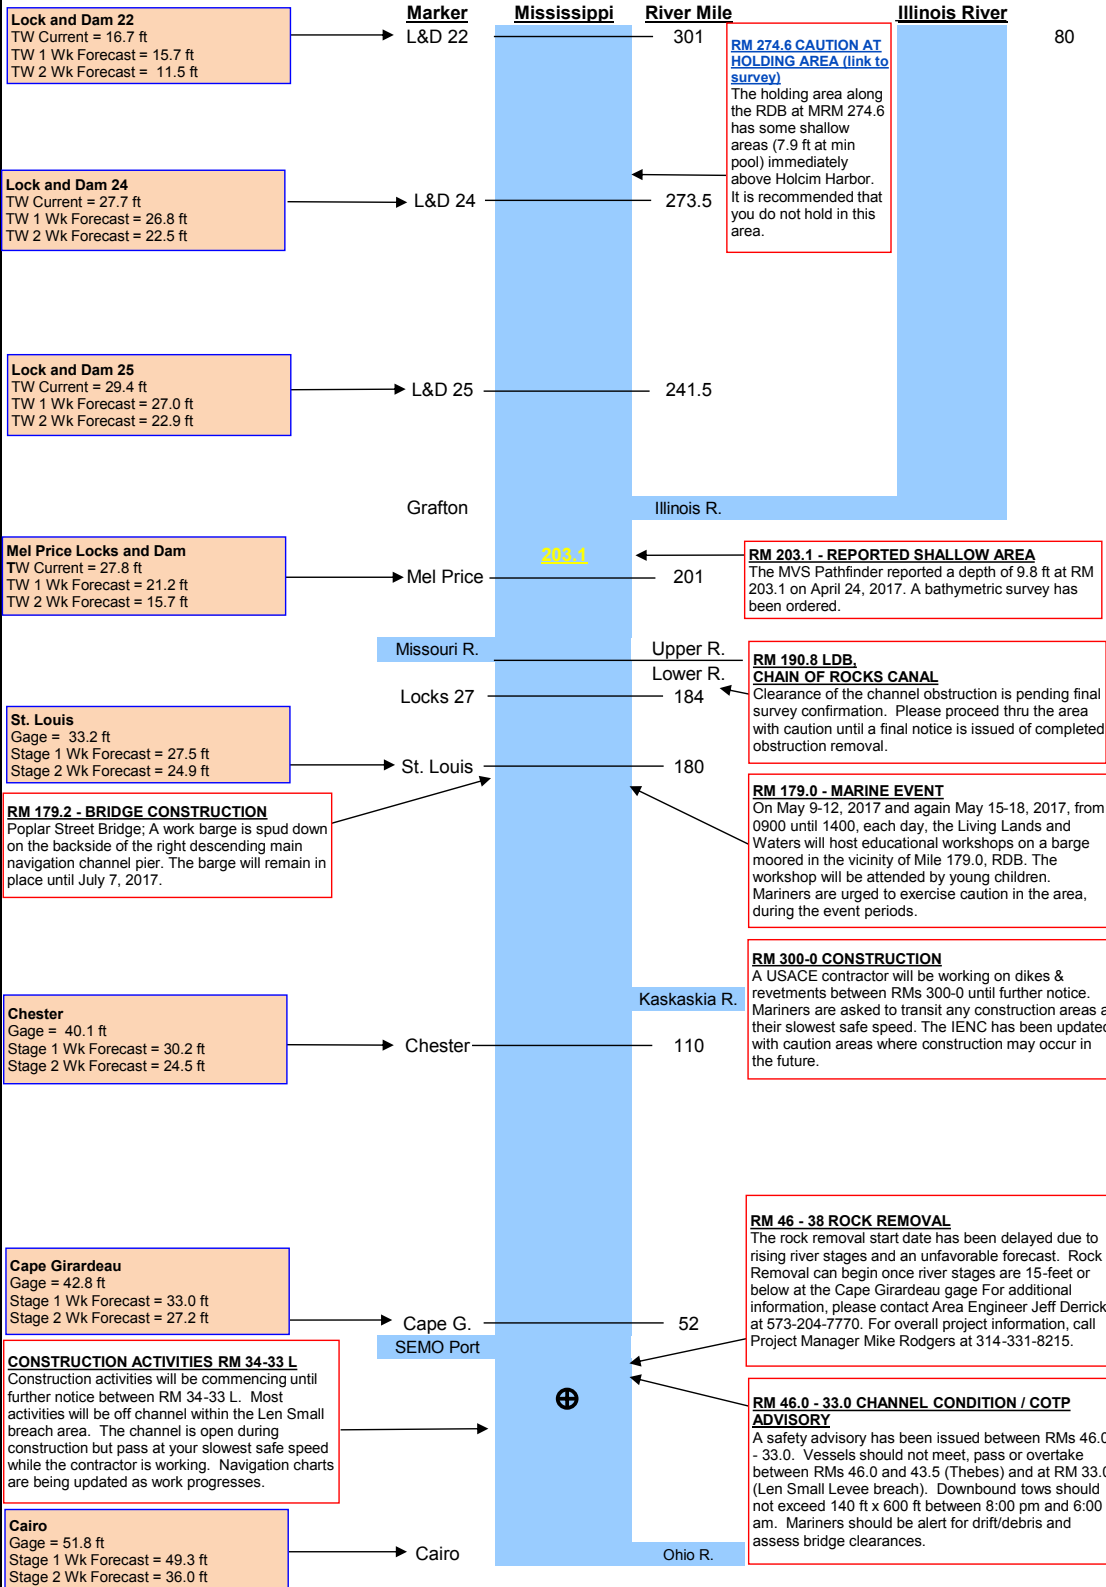 Marker
Mississippi
River Mile
Illinois River
Lock and Dam 22
TW Current = 16.7 ft
TW 1 Wk Forecast = 15.7 ft
TW 2 Wk Forecast =  11.5 ft
L&D 22
301
80
RM 274.6 CAUTION AT
HOLDING AREA (link to
survey)
The holding area along
the RDB at MRM 274.6
has some shallow
areas (7.9 ft at min
pool) immediately
above Holcim Harbor.
It is recommended that
you do not hold in this
area.
Lock and Dam 24
TW Current = 27.7 ft
TW 1 Wk Forecast = 26.8 ft
TW 2 Wk Forecast = 22.5 ft
L&D 24
273.5
Lock and Dam 25
TW Current = 29.4 ft
TW 1 Wk Forecast = 27.0 ft
TW 2 Wk Forecast = 22.9 ft
L&D 25
241.5
Grafton
Illinois R.
Mel Price Locks and Dam
TW Current = 27.8 ft
TW 1 Wk Forecast = 21.2 ft
TW 2 Wk Forecast = 15.7 ft
Mel Price
203.1
201
RM 203.1 - REPORTED SHALLOW AREA
The MVS Pathfinder reported a depth of 9.8 ft at RM
203.1 on April 24, 2017. A bathymetric survey has
been ordered.
Missouri R.
Upper R.
Lower R.
Locks 27
184
RM 190.8 LDB,
CHAIN OF ROCKS CANAL
Clearance of the channel obstruction is pending final
survey confirmation.  Please proceed thru the area
with caution until a final notice is issued of completed
obstruction removal.
St. Louis
Gage =  33.2 ft
Stage 1 Wk Forecast = 27.5 ft
Stage 2 Wk Forecast = 24.9 ft
St. Louis
180
RM 179.2 - BRIDGE CONSTRUCTION
Poplar Street Bridge; A work barge is spud down
on the backside of the right descending main
navigation channel pier. The barge will remain in
place until July 7, 2017.
RM 179.0 - MARINE EVENT
On May 9-12, 2017 and again May 15-18, 2017, from
0900 until 1400, each day, the Living Lands and
Waters will host educational workshops on a barge
moored in the vicinity of Mile 179.0, RDB. The
workshop will be attended by young children.
Mariners are urged to exercise caution in the area,
during the event periods.
RM 300-0 CONSTRUCTION
A USACE contractor will be working on dikes &
revetments between RMs 300-0 until further notice.
Mariners are asked to transit any construction areas a
their slowest safe speed. The IENC has been updated
with caution areas where construction may occur in
the future.
Kaskaskia R.
Chester
Gage =  40.1 ft
Stage 1 Wk Forecast = 30.2 ft
Stage 2 Wk Forecast = 24.5 ft
Chester
110
RM 46 - 38 ROCK REMOVAL
The rock removal start date has been delayed due to
rising river stages and an unfavorable forecast.  Rock
Removal can begin once river stages are 15-feet or
below at the Cape Girardeau gage For additional
information, please contact Area Engineer Jeff Derrick
at 573-204-7770. For overall project information, call
Project Manager Mike Rodgers at 314-331-8215.
Cape Girardeau
Gage = 42.8 ft
Stage 1 Wk Forecast = 33.0 ft
Stage 2 Wk Forecast = 27.2 ft
Cape G.
52
SEMO Port
CONSTRUCTION ACTIVITIES RM 34-33 L
Construction activities will be commencing until
further notice between RM 34-33 L.  Most
activities will be off channel within the Len Small
breach area.  The channel is open during
construction but pass at your slowest safe speed
while the contractor is working.  Navigation charts
are being updated as work progresses.
RM 46.0 - 33.0 CHANNEL CONDITION / COTP
ADVISORY
A safety advisory has been issued between RMs 46.0
- 33.0.  Vessels should not meet, pass or overtake
between RMs 46.0 and 43.5 (Thebes) and at RM 33.0
(Len Small Levee breach).  Downbound tows should
not exceed 140 ft x 600 ft between 8:00 pm and 6:00
am.  Mariners should be alert for drift/debris and
assess bridge clearances.
Cairo
Gage = 51.8 ft
Stage 1 Wk Forecast = 49.3 ft
Stage 2 Wk Forecast = 36.0 ft
Cairo
Ohio R.